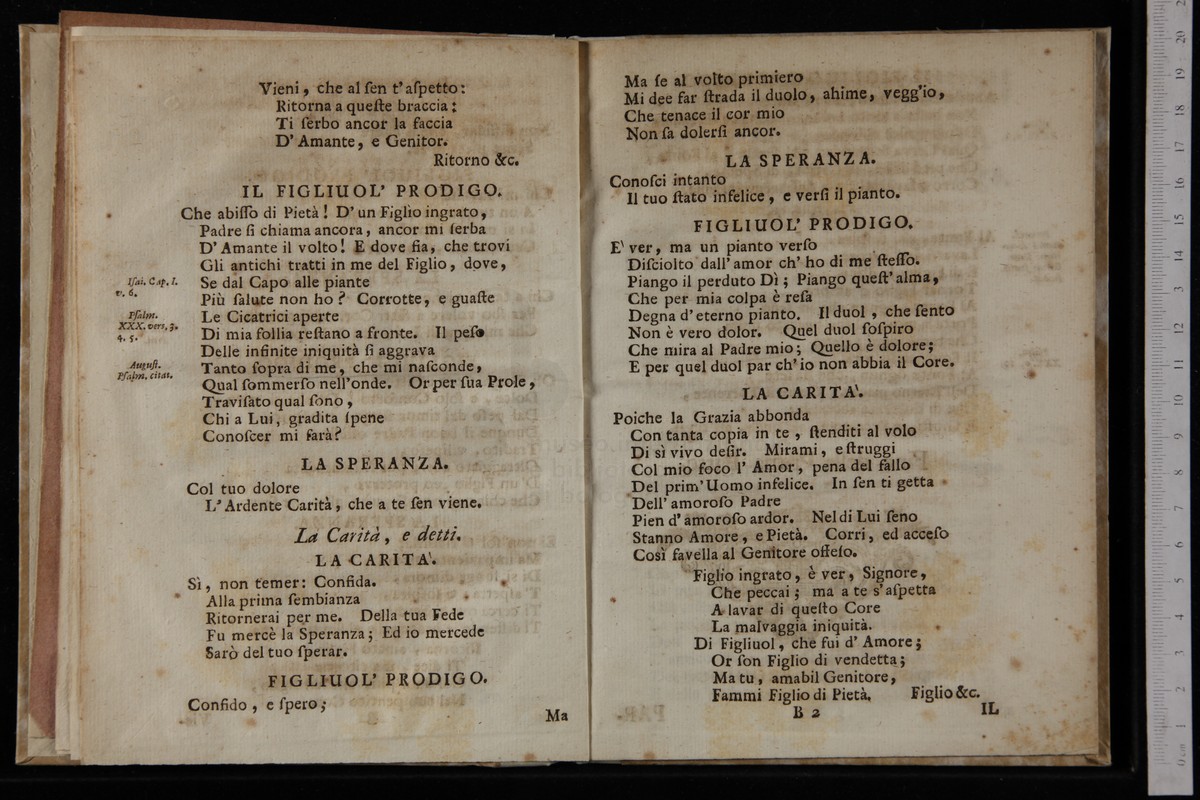 Vieni, che al ſen t' aſpetto:
Ritorna a queſte braccia:
Ti ſerbo ancor la faccia
D' Amante, e Genitor.
Ritorno &c.
IL FIGLIUOL' PRODIGO.
Che abiſſo di Pietà! D' un Figlio ingrato,
Padre ſi chiama ancora, ancor mi ſerba
D' Amante il volto! E dove fia, che trovi
Gli antichi tratti in me del Figlio, dove,
Iſai. Cap. I.
v. 6.
Se dal Capo alle piante
Più ſalute non ho? Corrotte, e guaſte
Pſalm.
XXX. verſ. 3.
4. 5.
Le Cicatrici aperte
Di mia follia reſtano a fronte. Il peſo
Delle infinite iniquità ſi aggrava
Auguſt.
Pſalm. citat.
Tanto ſopra di me, che mi naſconde,
Qual ſommerſo nell'onde. Or per ſua Prole,
Traviſato qual ſono,
Chi a Lui, gradita ſpene
Conoſcer mi farà?
LA SPERANZA.
Col tuo dolore
L' Ardente Carità, che a te ſen viene.
La Carità, e detti.
LA CARITA'.
Sì, non temer: Confida.
Alla prima ſembianza
Ritornerai per me. Della tua Fede
Fu mercè la Speranza; Ed io mercede
Sarò del tuo ſperar.
FIGLIUOL' PRODIGO.
Confido, e ſpero;
Ma
Ma ſe al volto primiero
Mi dee far ſtrada il duolo, ahime, vegg'io,
Che tenace il cor mio
Non ſa dolerſi ancor.
LA SPERANZA.
Conoſci intanto
Il tuo ſtato infelice, e verſi il pianto.
FIGLIUOL' PRODIGO.
E' ver, ma un pianto verſo
Diſciolto dall' amor ch' ho di me ſteſſo.
Piango il perduto Dì; Piango queſt' alma,
Che per mia colpa è reſa
Degna d' eterno pianto. Il duol, che ſento
Non è vero dolor. Quel duol ſoſpiro
Che mira al Padre mio; Quello è dolore;
E per quel duol par ch' io non abbia il Core.
LA CARITA'.
Poiche la Grazia abbonda
Con tanta copia in te, ſtenditi al volo
Di sì vivo deſir. Mirami, e ſtruggi
Col mio foco l' Amor, pena del fallo
Del prim' Uomo infelice. In ſen ti getta
Dell' amoroſo Padre
Pien d' amoroſo ardor. Nel di Lui ſeno
Stanno Amore, e Pietà. Corri, ed acceſo
Così favella al Genitore offeſo.
Figlio ingrato, è ver, Signore,
Che peccai; ma a te s' aſpetta
A lavar di queſto Core
La malvaggia iniquità.
Di Figliuol, che fui d' Amore;
Or ſon Figlio di vendetta;
Ma tu, amabil Genitore,
Fammi Figlio di Pietà.
Figlio &c.
B 2
IL